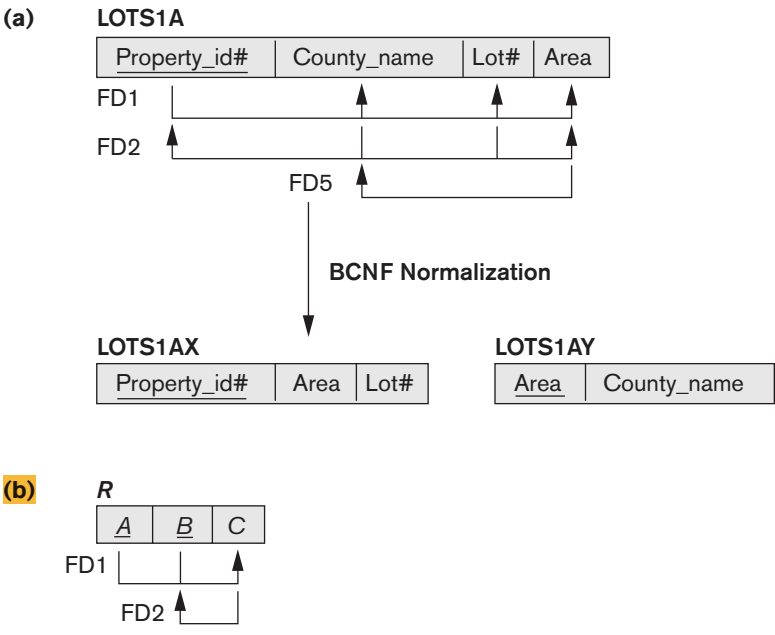 (a)
LOTS1A
Property_id# County_name Lot# Area
FD1
FD2
FD5
BCNF Normalization
LOTS1AX
Property_id# Area Lot#
LOTS1AY
Area County_name
(b)
R
A B C
FD1
FD2